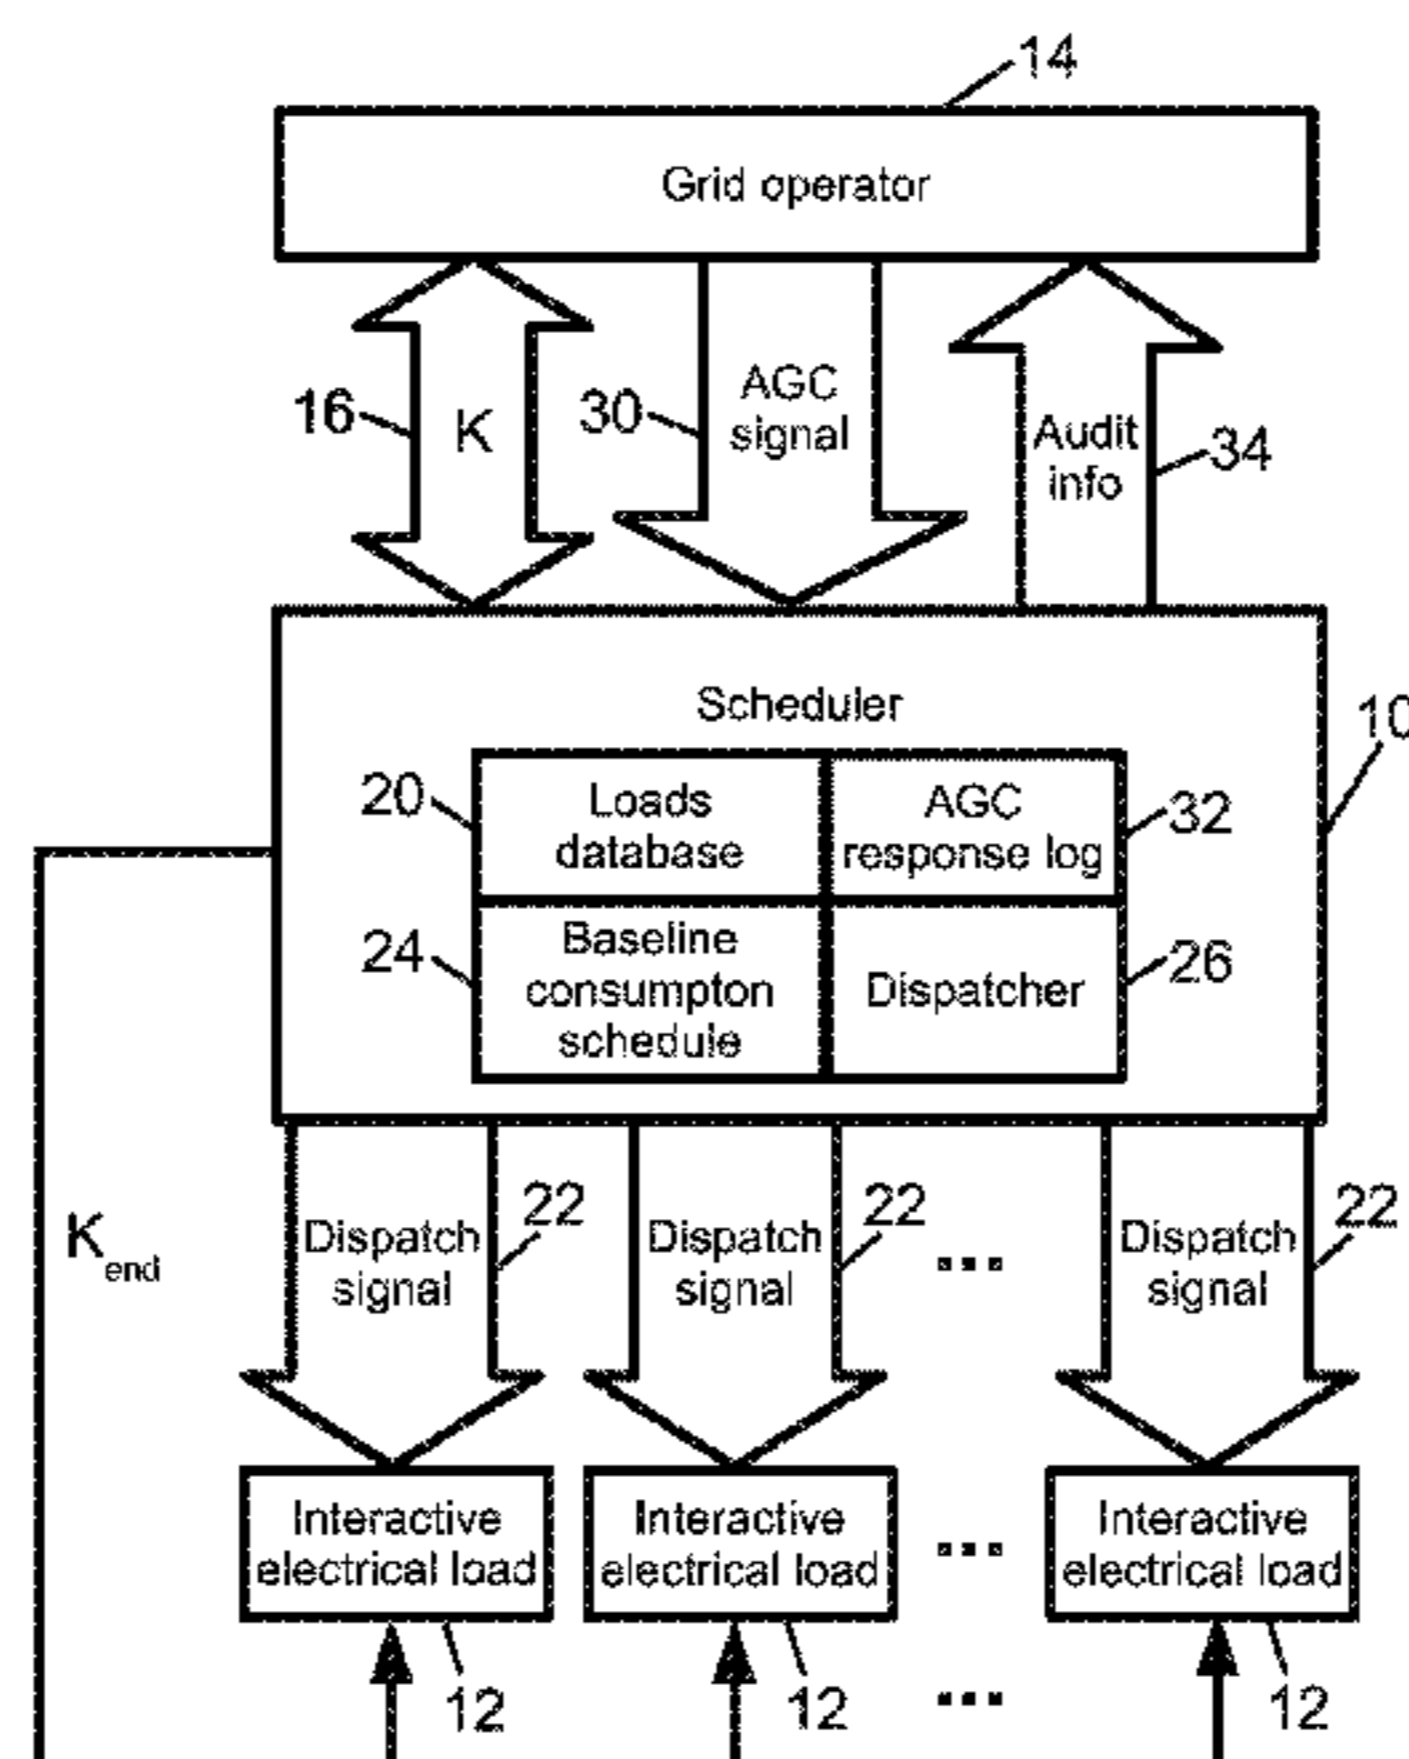 14
Grid operator
16
K
30
AGC
signal
Audit
info
34
Scheduler
10
20
Loads
database
AGC
response log
32
24
Baseline
consumpton
schedule
Dispatcher
26
K
end
Dispatch
signal
22
Dispatch
signal
22
...
Dispatch
signal
22
Interactive
electrical load
Interactive
electrical load
...
Interactive
electrical load
12
12
...
12